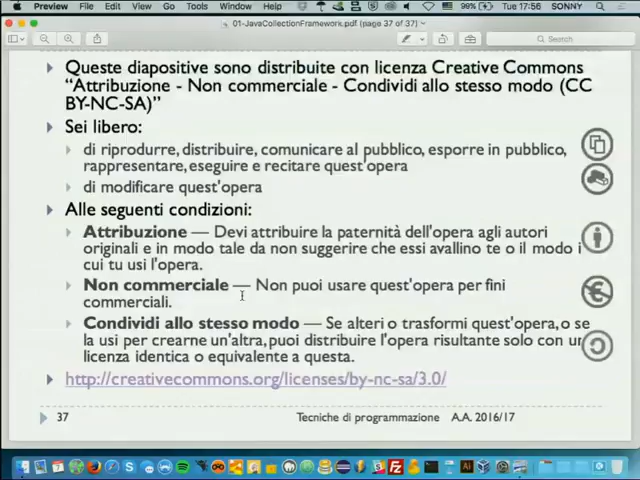 Preview File Edit View Go Tools Window Help 98% Tue 17:56 SONNY
01-JavaCollectionFramework.pdf (page 37 of 37)
Search
Queste diapositive sono distribuite con licenza Creative Commons
“Attribuzione - Non commerciale - Condividi allo stesso modo (CC
BY-NC-SA)”
Sei libero:
di riprodurre, distribuire, comunicare al pubblico, esporre in pubblico,
rappresentare, eseguire e recitare quest'opera
di modificare quest'opera
Alle seguenti condizioni:
Attribuzione — Devi attribuire la paternità dell'opera agli autori
originali e in modo tale da non suggerire che essi avallino te o il modo i
cui tu usi l'opera.
Non commerciale — Non puoi usare quest'opera per fini
commerciali.
Condividi allo stesso modo — Se alteri o trasformi quest'opera, o se
la usi per crearne un'altra, puoi distribuire l'opera risultante solo con un
licenza identica o equivalente a questa.
http://creativecommons.org/licenses/by-nc-sa/3.0/
37 Tecniche di programmazione A.A. 2016/17